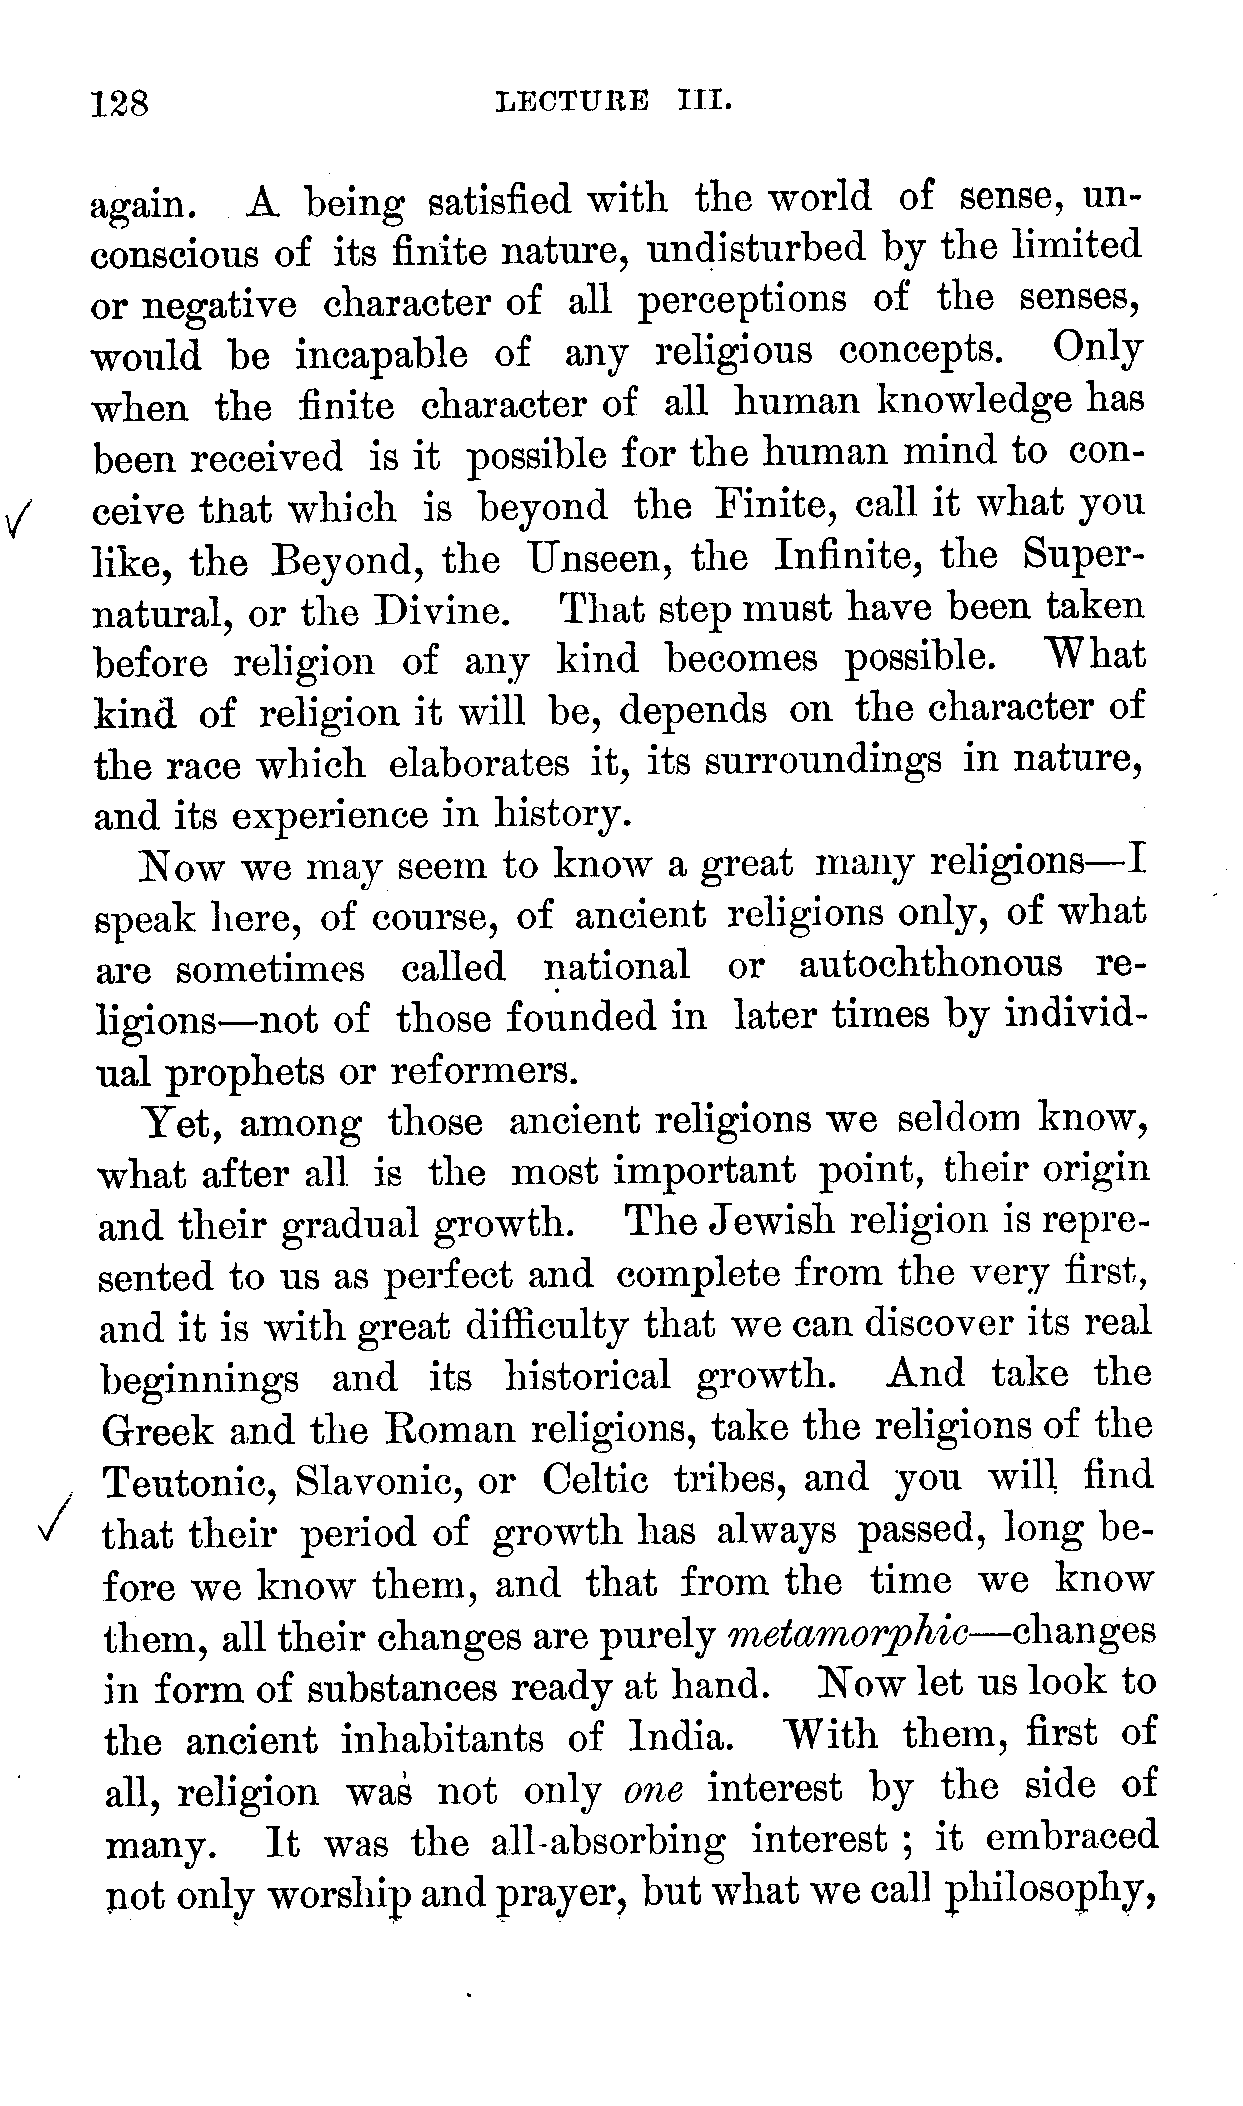 128 LECTURE III.
again. A being satisfied with the world of sense, un-
conscious of its finite nature, undisturbed by the limited
or negative character of all perceptions of the senses,
would be incapable of any religious concepts. Only
when the finite character of all human knowledge has
been received is it possible for the human mind to con-
ceive that which is beyond the Finite, call it what you
like, the Beyond, the Unseen, the Infinite, the Super-
natural, or the Divine. That step must have been taken
before religion of any kind becomes possible. What
kind of religion it will be, depends on the character of
the race which elaborates it, its surroundings in nature,
and its experience in history.
Now we may seem to know a great many religions—I
speak here, of course, of ancient religions only, of what
are sometimes called national or autochthonous re-
ligions—not of those founded in later times by individ-
ual prophets or reformers.
Yet, among those ancient religions we seldom know,
what after all is the most important point, their origin
and their gradual growth. The Jewish religion is repre-
sented to us as perfect and complete from the very first,
and it is with great difficulty that we can discover its real
beginnings and its historical growth. And take the
Greek and the Roman religions, take the religions of the
Teutonic, Slavonic, or Celtic tribes, and you will find
that their period of growth has always passed, long be-
fore we know them, and that from the time we know
them, all their changes are purely metamorphic—changes
in form of substances ready at hand. Now let us look to
the ancient inhabitants of India. With them, first of
all, religion was not only one interest by the side of
many. It was the all-absorbing interest ; it embraced
not only worship and prayer, but what we call philosophy,